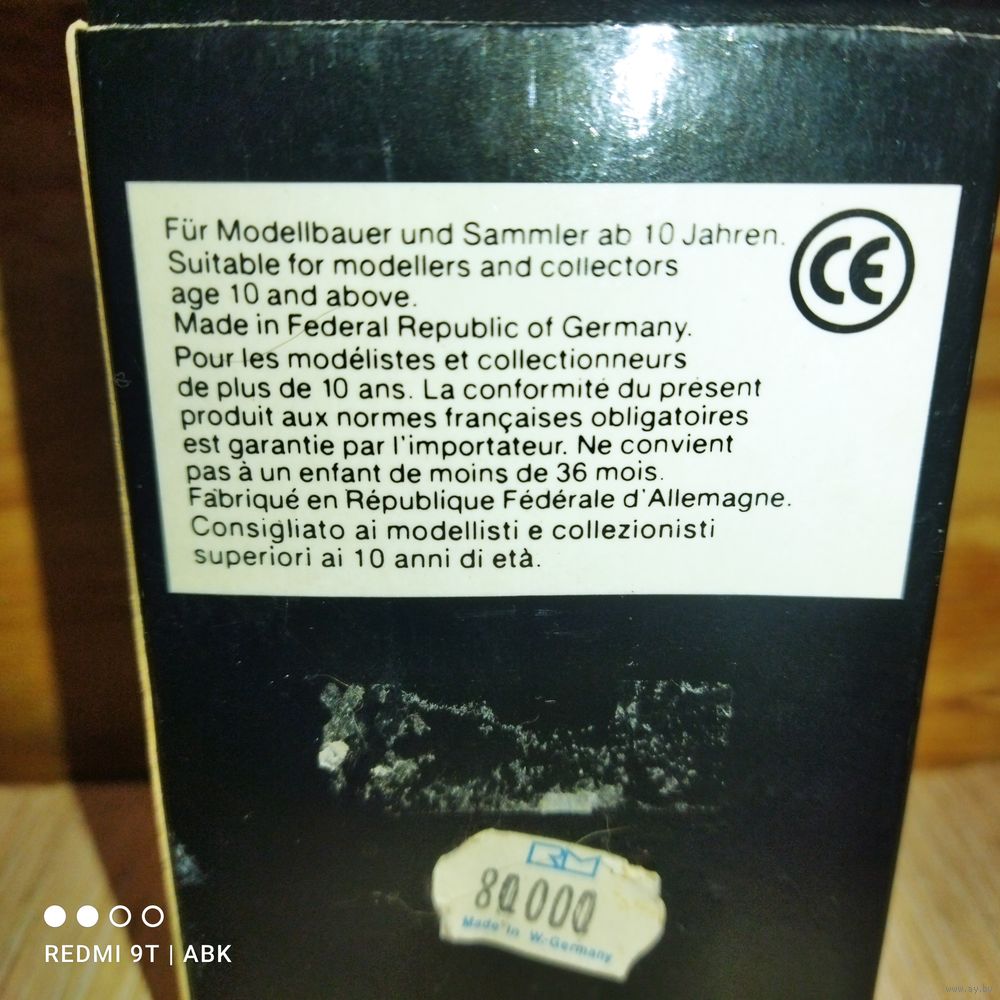 Für Modellbauer und Sammler ab 10 Jahren.
Suitable for modellers and collectors
age 10 and above.
Made in Federal Republic of Germany.
Pour les modélistes et collectionneurs
de plus de 10 ans. La conformité du présent
produit aux normes françaises obligatoires
est garantie par l'importateur. Ne convient
pas à un enfant de moins de 36 mois.
Fabriqué en République Fédérale d'Allemagne.
Consigliato ai modellisti e collezionisti
superiori ai 10 anni di età.
CE
RM
80000
Made in W.-Germany
REDMI 9T | ABK
www.ay.by